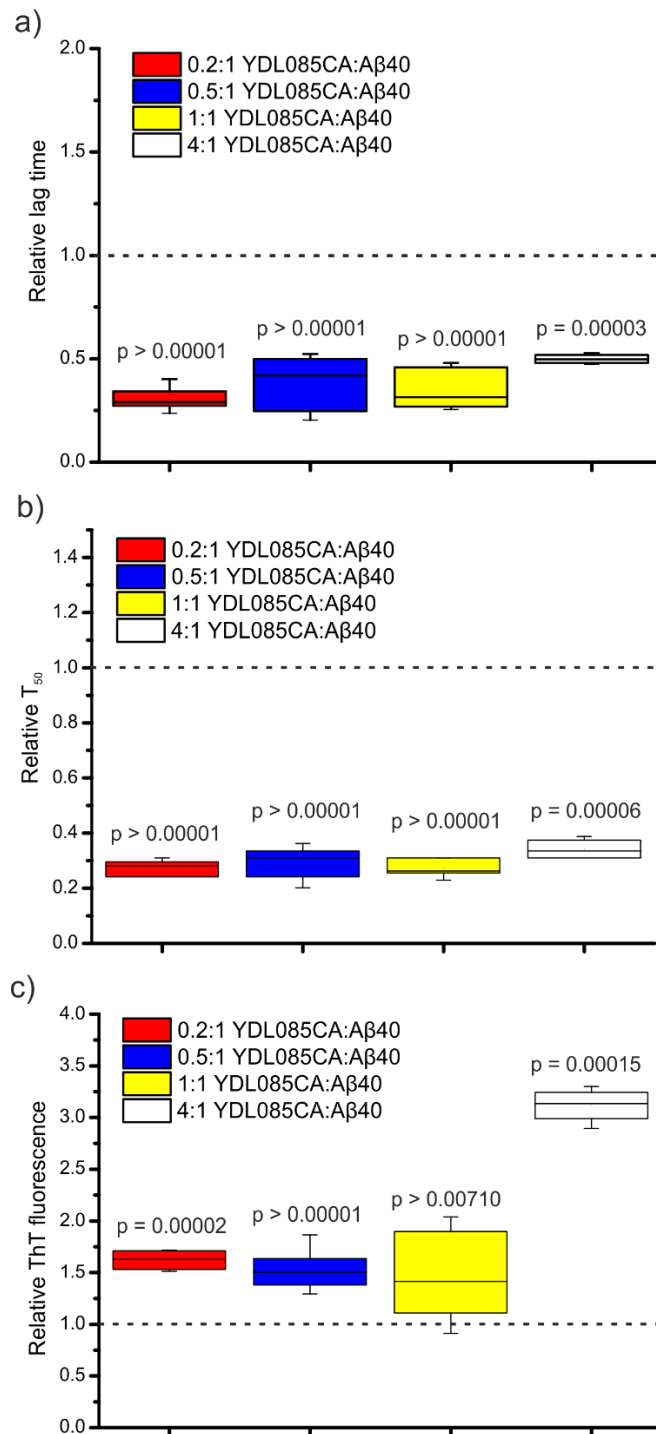 a)
2.0
1.5
1.0
0.5
0.0
Relative lag time
0.2:1 YDL085CA:Aβ40
0.5:1 YDL085CA:Aβ40
1:1 YDL085CA:Aβ40
4:1 YDL085CA:Aβ40
p > 0.00001
p > 0.00001
p > 0.00001
p = 0.00003
b)
1.4
1.2
1.0
0.8
0.6
0.4
0.2
0.0
Relative T50
0.2:1 YDL085CA:Aβ40
0.5:1 YDL085CA:Aβ40
1:1 YDL085CA:Aβ40
4:1 YDL085CA:Aβ40
p > 0.00001
p > 0.00001
p > 0.00001
p = 0.00006
c)
4.0
3.5
3.0
2.5
2.0
1.5
1.0
0.5
0.0
Relative ThT fluorescence
0.2:1 YDL085CA:Aβ40
0.5:1 YDL085CA:Aβ40
1:1 YDL085CA:Aβ40
4:1 YDL085CA:Aβ40
p = 0.00002
p > 0.00001
p > 0.00710
p = 0.00015